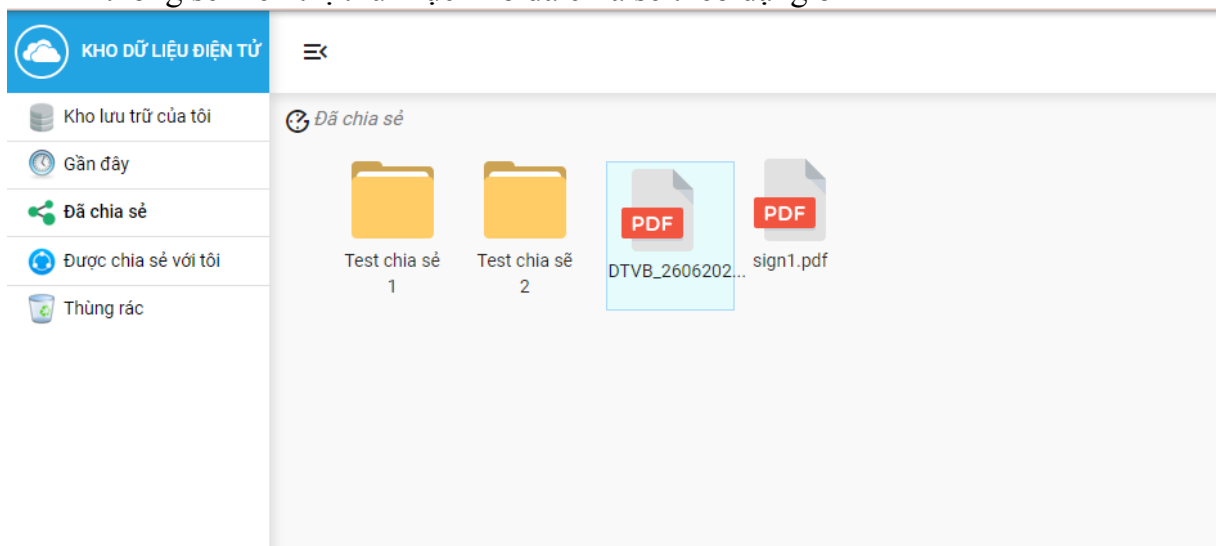 KHO DỮ LIỆU ĐIỆN TỬ
Kho lưu trữ của tôi
Gần đây
Đã chia sẻ
Được chia sẻ với tôi
Thùng rác
Đã chia sẻ
Test chia sẻ
1
Test chia sẽ
2
PDF
DTVB_2606202...
PDF
sign1.pdf